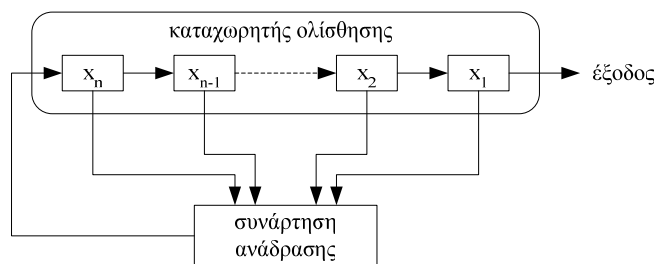 καταχωρητής ολίσθησης
x_n x_{n-1} x_2 x_1 έξοδος
συνάρτηση
ανάδρασης